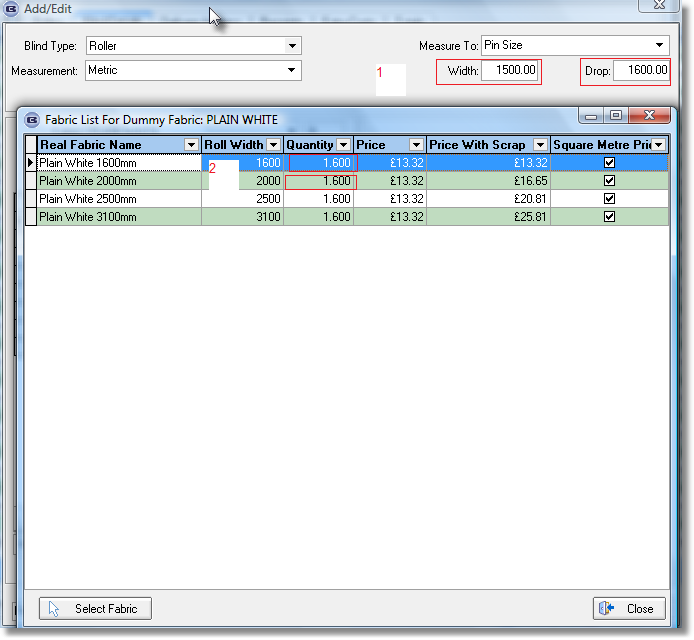 Add/Edit
Blind Type: Roller Measure To: Pin Size
Measurement: Metric 1 Width: 1500.00 Drop: 1600.00
Fabric List For Dummy Fabric: PLAIN WHITE
Real Fabric Name Roll Width Quantity Price Price With Scrap Square Metre Pric
Plain White 1600mm 1600 1.600 £13.32 £13.32
2
Plain White 2000mm 2000 1.600 £13.32 £16.65
Plain White 2500mm 2500 1.600 £13.32 £20.81
Plain White 3100mm 3100 1.600 £13.32 £25.81
Select Fabric Close